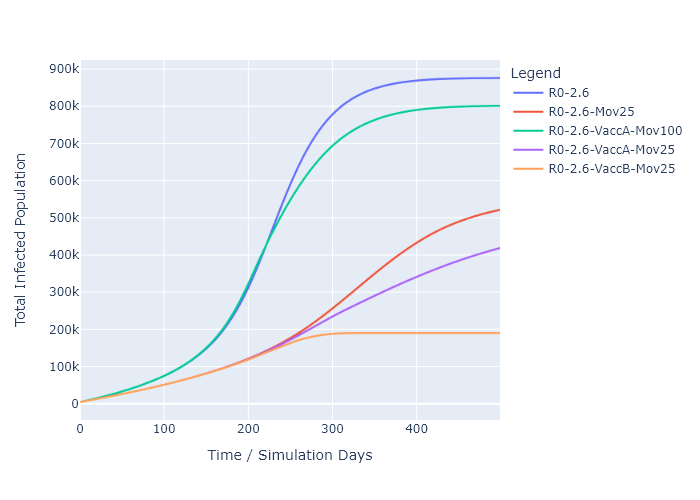 Total Infected Population
900k
800k
700k
600k
500k
400k
300k
200k
100k
0
0
100
200
300
400
Time / Simulation Days
Legend
R0-2.6
R0-2.6-Mov25
R0-2.6-VaccA-Mov100
R0-2.6-VaccA-Mov25
R0-2.6-VaccB-Mov25